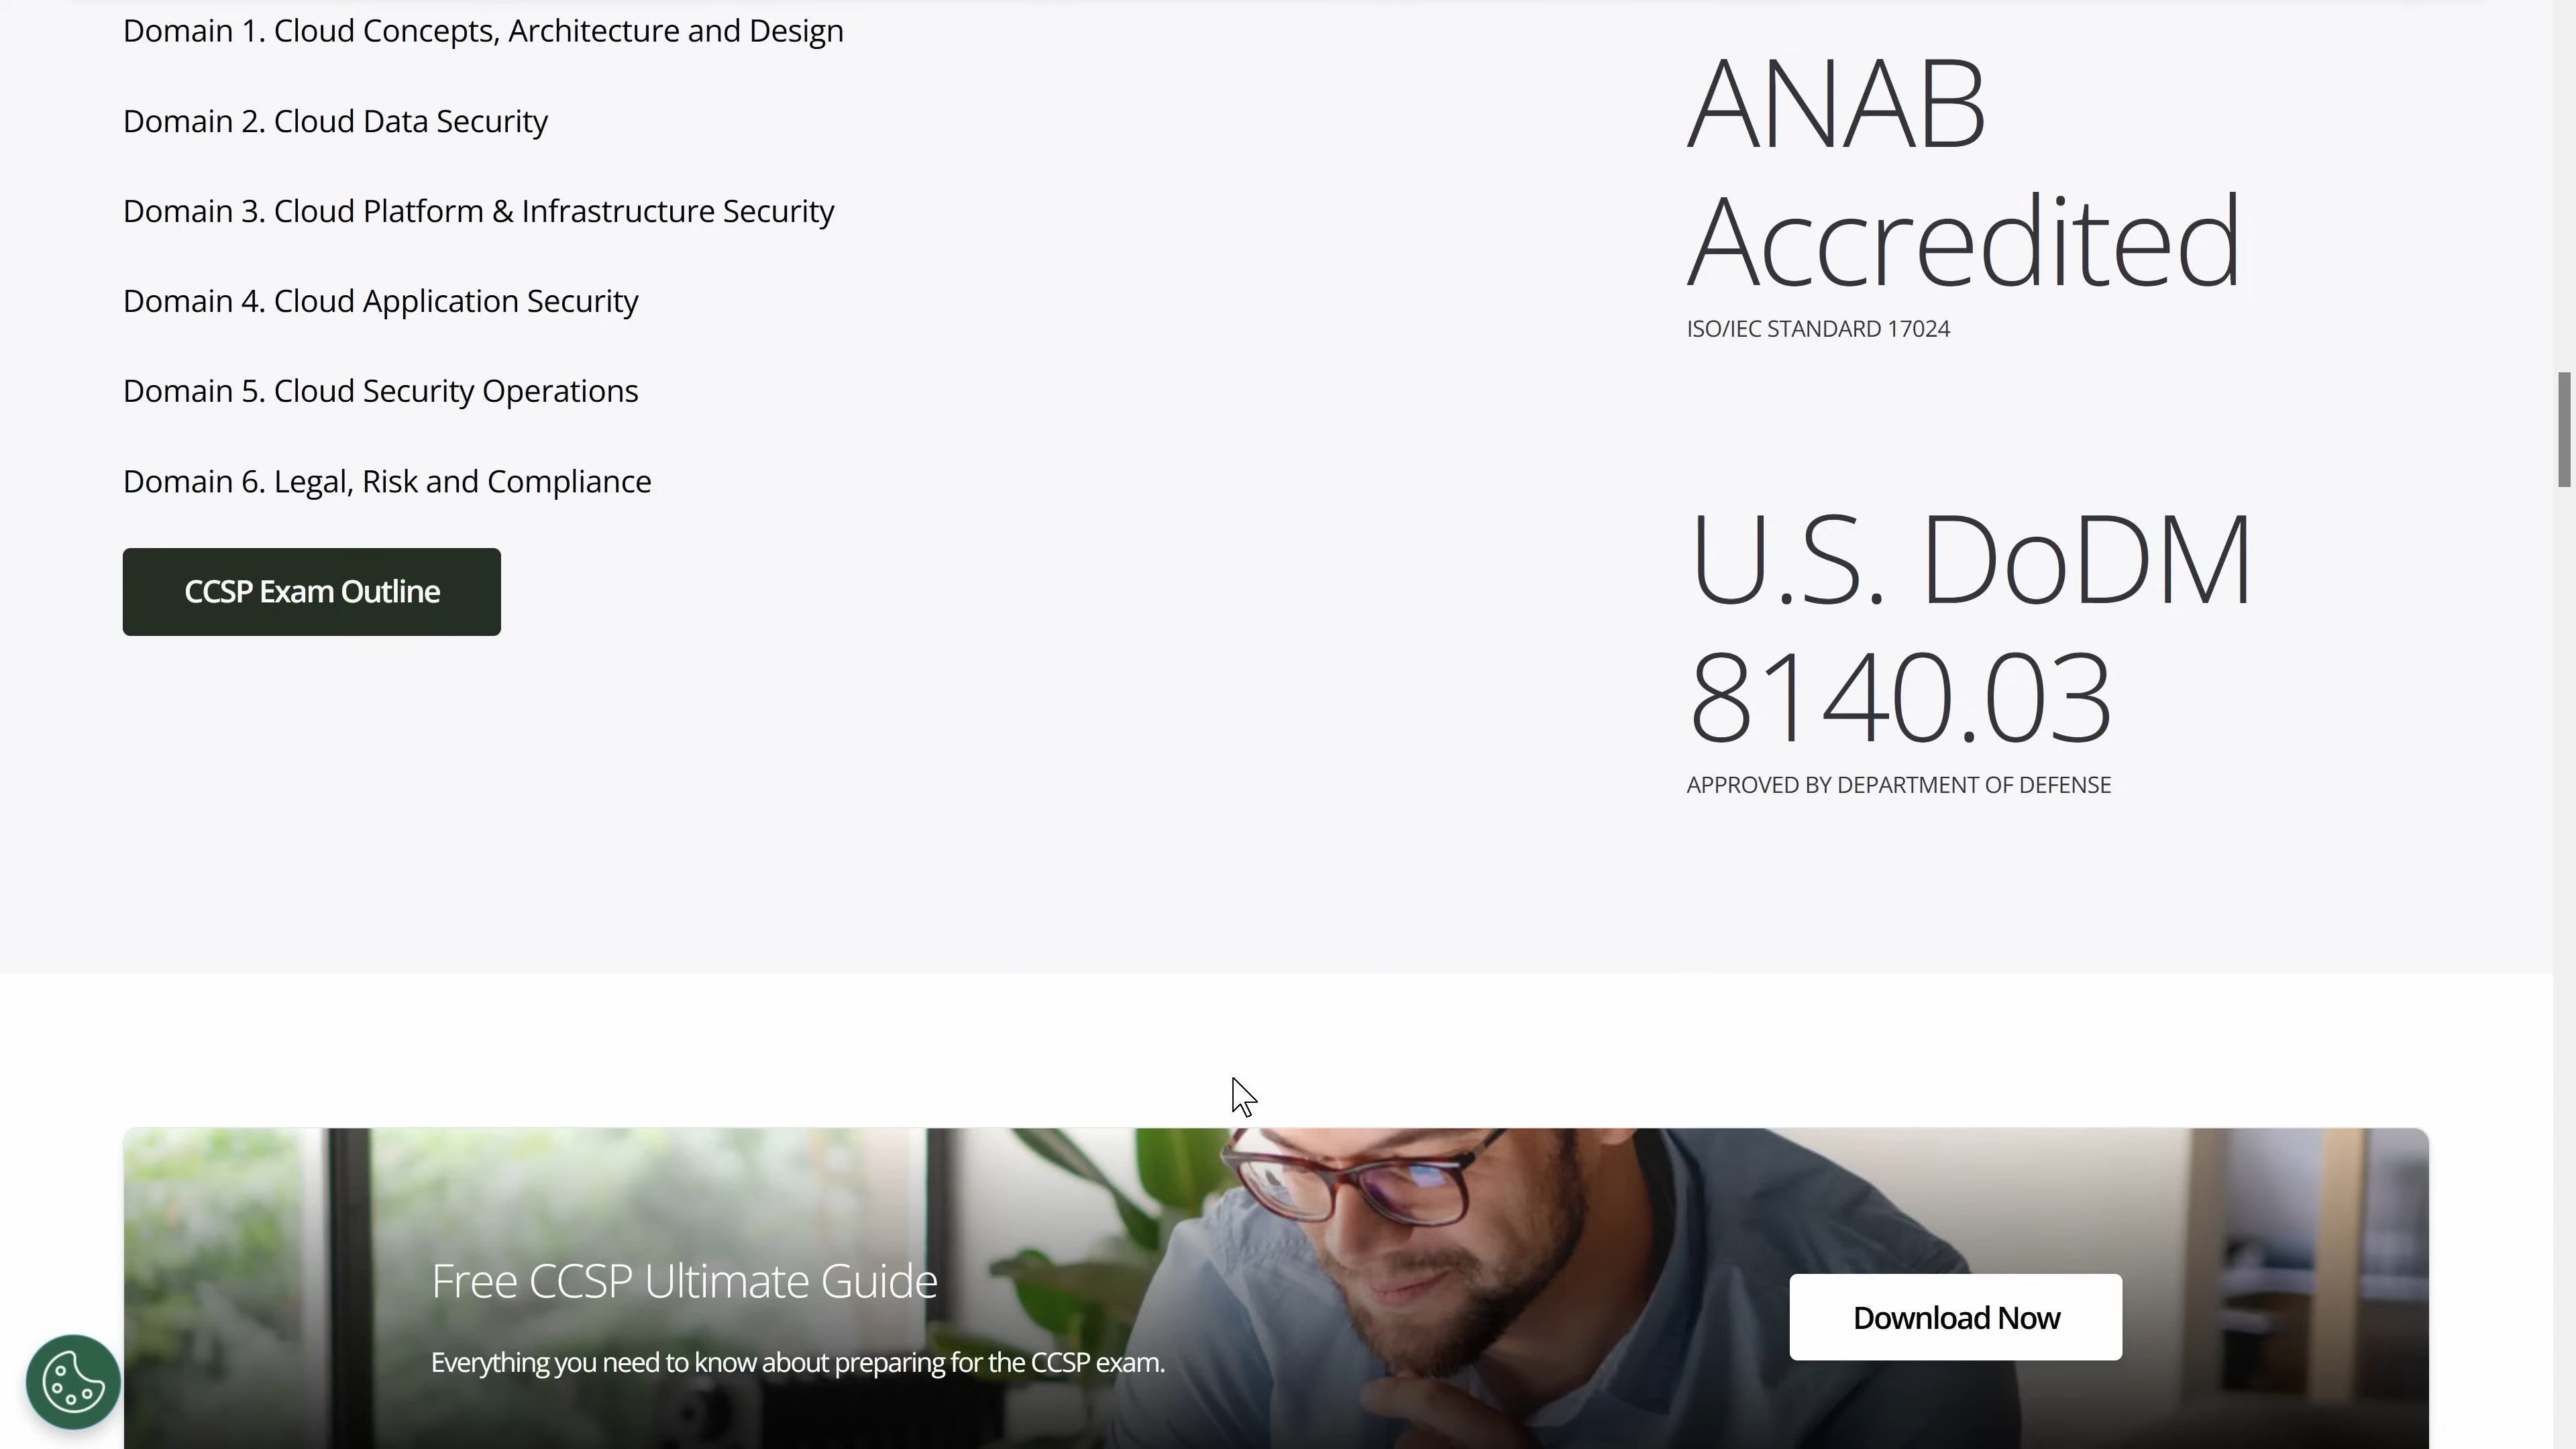 Domain 1. Cloud Concepts, Architecture and Design
Domain 2. Cloud Data Security
Domain 3. Cloud Platform & Infrastructure Security
Domain 4. Cloud Application Security
Domain 5. Cloud Security Operations
Domain 6. Legal, Risk and Compliance
CCSP Exam Outline
ANAB
Accredited
ISO/IEC STANDARD 17024
U.S. DoDM
8140.03
APPROVED BY DEPARTMENT OF DEFENSE
Free CCSP Ultimate Guide
Everything you need to know about preparing for the CCSP exam.
Download Now